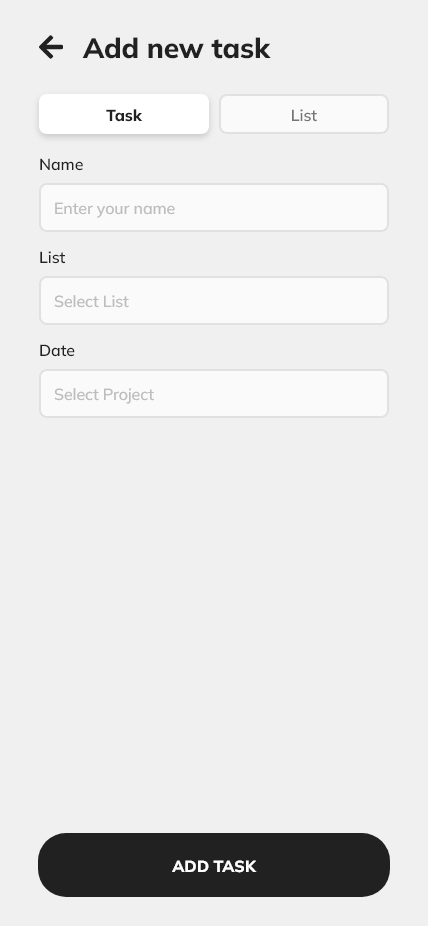 Add new task
Task
List
Name
Enter your name
List
Select List
Date
Select Project
ADD TASK